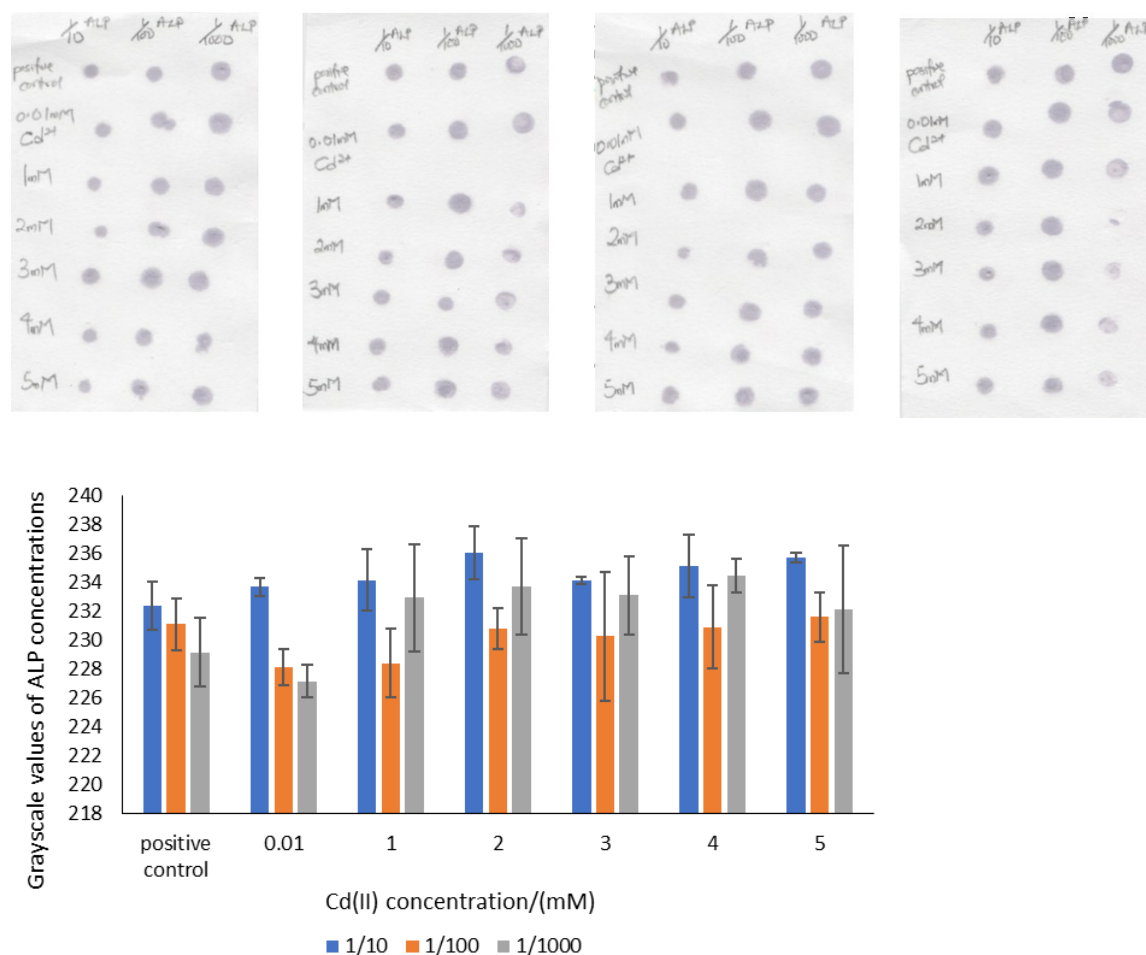 1/10 ALP 1/100 ALP 1/1000 ALP
positive
control
0.01mM
Cd2+
1mM
2mM
3mM
4mM
5mM
1/10 ALP 1/100 ALP 1/1000 ALP
positive
control
0.01mM
Cd2+
1mM
2mM
3mM
4mM
5mM
1/10 ALP 1/100 ALP 1/1000 ALP
positive
control
0.01mM
Cd2+
1mM
2mM
3mM
4mM
5mM
1/10 ALP 1/100 ALP 1/1000 ALP
positive
control
0.01mM
Cd2+
1mM
2mM
3mM
4mM
5mM
Grayscale values of ALP concentrations
240
238
236
234
232
230
228
226
224
222
220
218
positive control 0.01 1 2 3 4 5
Cd(II) concentration/(mM)
1/10 1/100 1/1000